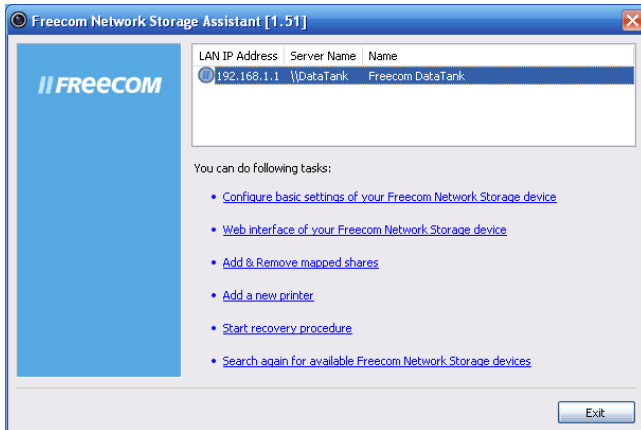 Freecom Network Storage Assistant [1.51]
FREECOM
LAN IP Address Server Name Name
192.168.1.1 \\DataTank Freecom DataTank
You can do following tasks:
• Configure basic settings of your Freecom Network Storage device
• Web interface of your Freecom Network Storage device
• Add & Remove mapped shares
• Add a new printer
• Start recovery procedure
• Search again for available Freecom Network Storage devices
Exit